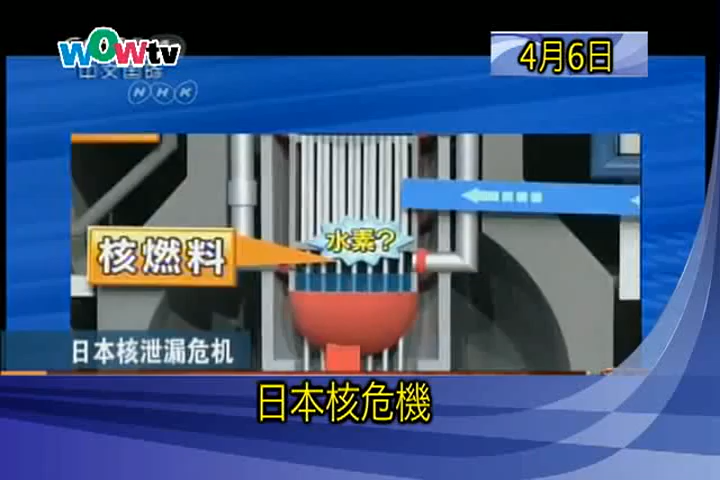 wowtv
4月6日
中文国际
NHK
水素?
核燃料
日本核泄漏危机
日本核危機